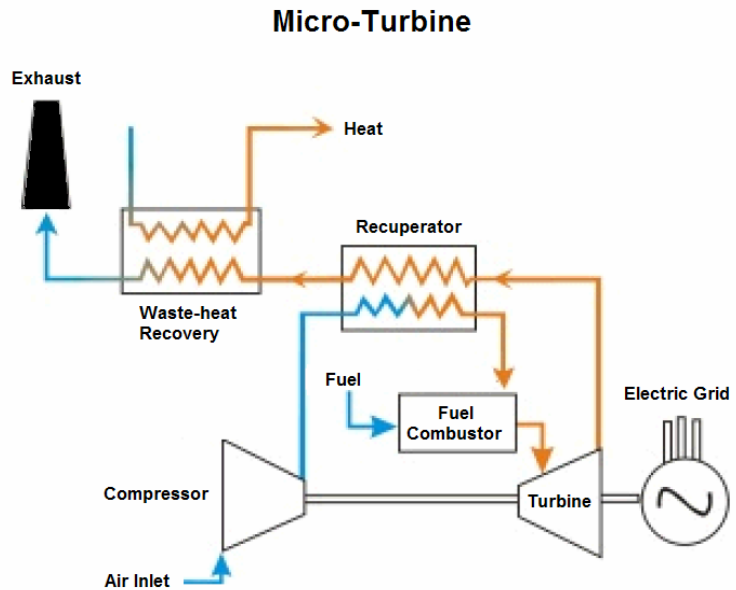 Micro-Turbine
Exhaust
Heat
Recuperator
Waste-heat
Recovery
Fuel
Electric Grid
Fuel
Combustor
Compressor
Turbine
Air Inlet